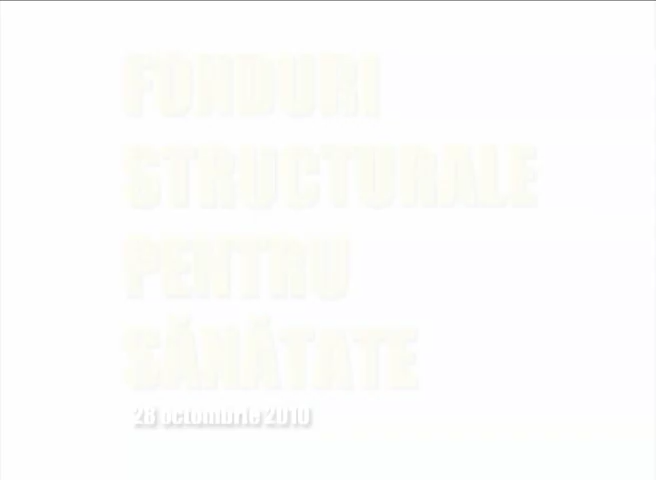 FONDURI
STRUCTURALE
PENTRU
SĂNĂTATE
28 octombrie 2010